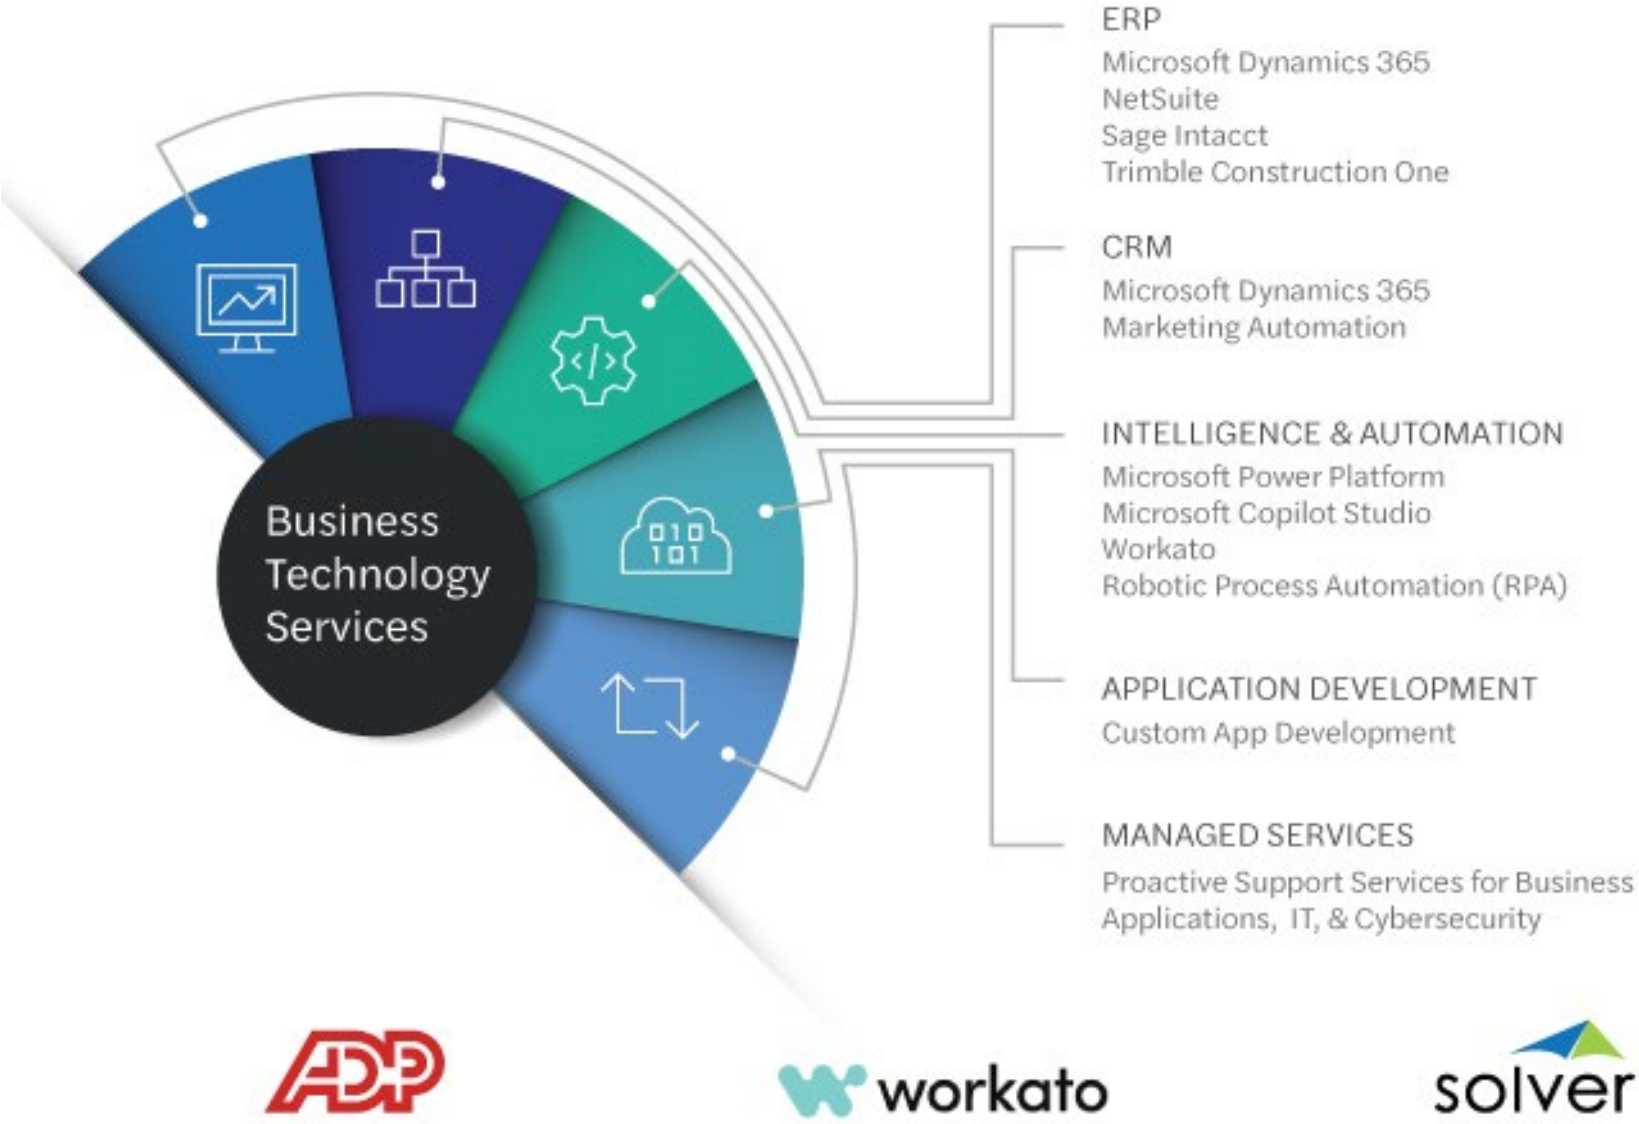 Business
Technology
Services
ERP
Microsoft Dynamics 365
NetSuite
Sage Intacct
Trimble Construction One
CRM
Microsoft Dynamics 365
Marketing Automation
INTELLIGENCE & AUTOMATION
Microsoft Power Platform
Microsoft Copilot Studio
Workato
Robotic Process Automation (RPA)
APPLICATION DEVELOPMENT
Custom App Development
MANAGED SERVICES
Proactive Support Services for Business
Applications, IT, & Cybersecurity
</>
010
101
ADP
workato
solver